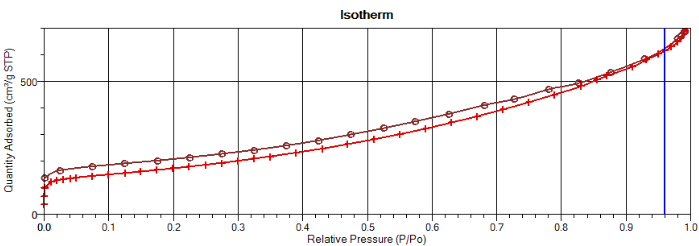 Isotherm
Quantity Adsorbed (cm³/g STP)
500
0
0.0 0.1 0.2 0.3 0.4 0.5 0.6 0.7 0.8 0.9 1.0
Relative Pressure (P/Po)